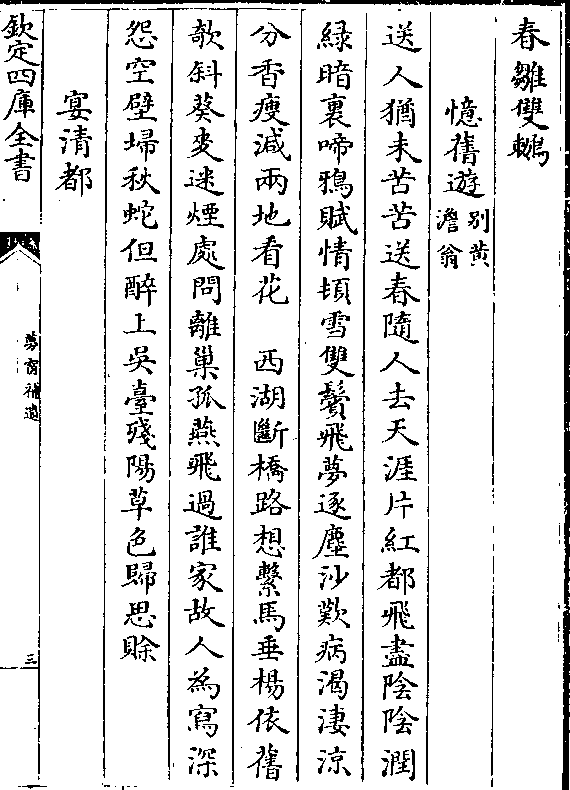 春雛雙鵜
憶舊遊 别黄澹翁
送人猶未苦苦送春隨人去天涯片紅都飛盡陰陰潤
緑暗裏啼鴉賦情頓雪雙鬢飛夢逐塵沙歎病渴淒涼
分香瘦減兩地看花 西湖斷橋路想繫馬垂楊依舊
欹斜葵麥迷煙處問離巢孤燕飛過誰家故人為寫深
怨空壁埽秋蛇但醉上吳臺殘陽草色歸思賖
宴清都
欽定四庫全書
夢窗補遺
三